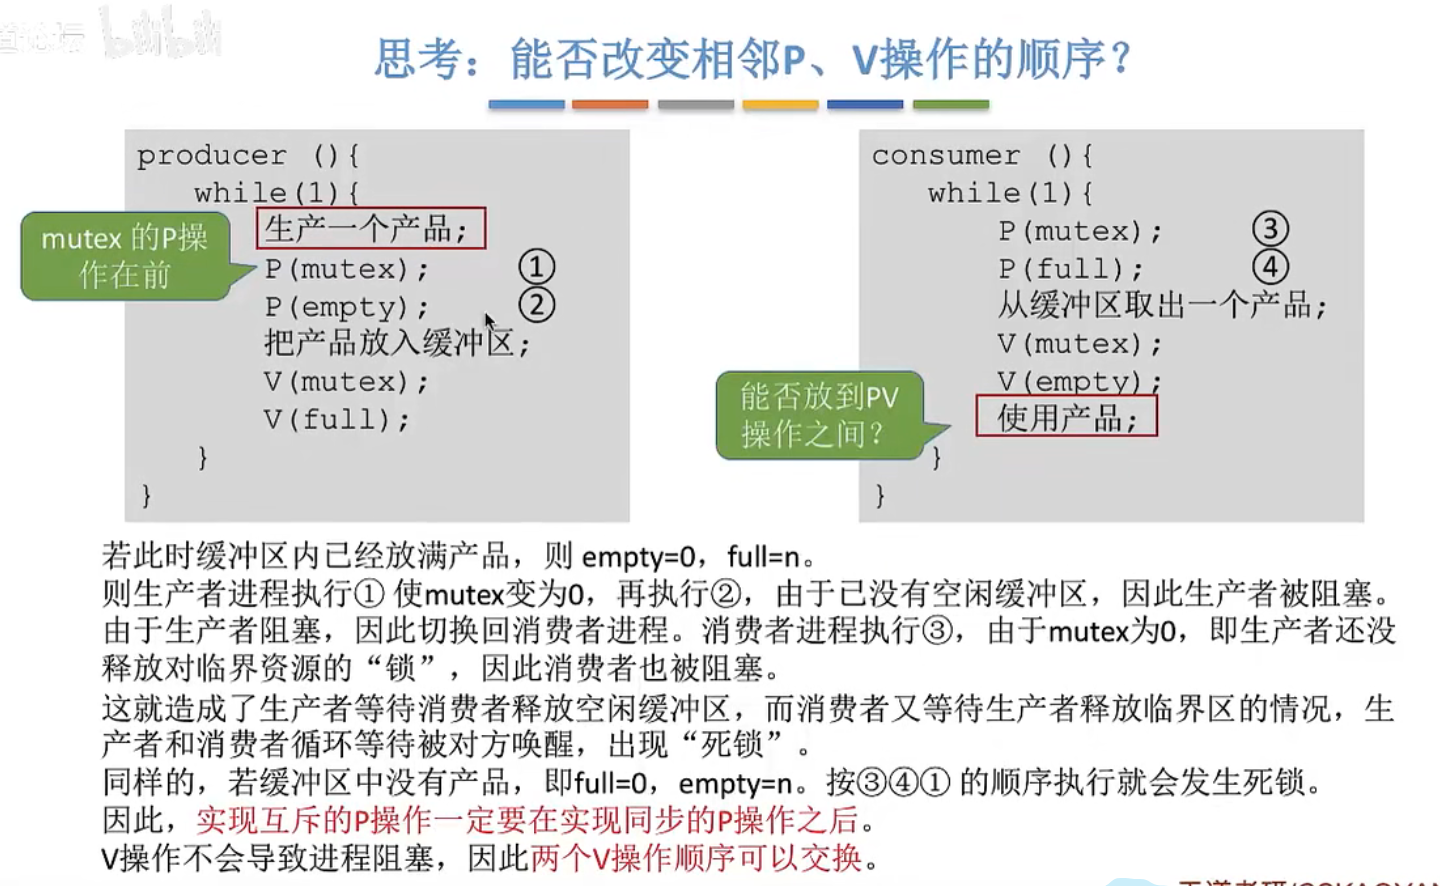 思考：能否改变相邻P、V操作的顺序？
producer (){
while(1){
生产一个产品;
P(mutex); ①
P(empty); ②
把产品放入缓冲区;
V(mutex);
V(full);
}
}
mutex 的P操
作在前
consumer (){
while(1){
P(mutex); ③
P(full); ④
从缓冲区取出一个产品;
V(mutex);
V(empty);
使用产品;
}
}
能否放到PV
操作之间？
若此时缓冲区内已经放满产品，则 empty=0，full=n。
则生产者进程执行① 使mutex变为0，再执行②，由于已没有空闲缓冲区，因此生产者被阻塞。
由于生产者阻塞，因此切换回消费者进程。消费者进程执行③，由于mutex为0，即生产者还没
释放对临界资源的“锁”，因此消费者也被阻塞。
这就造成了生产者等待消费者释放空闲缓冲区，而消费者又等待生产者释放临界区的情况，生
产者和消费者循环等待被对方唤醒，出现“死锁”。
同样的，若缓冲区中没有产品，即full=0，empty=n。按③④① 的顺序执行就会发生死锁。
因此，实现互斥的P操作一定要在实现同步的P操作之后。
V操作不会导致进程阻塞，因此两个V操作顺序可以交换。